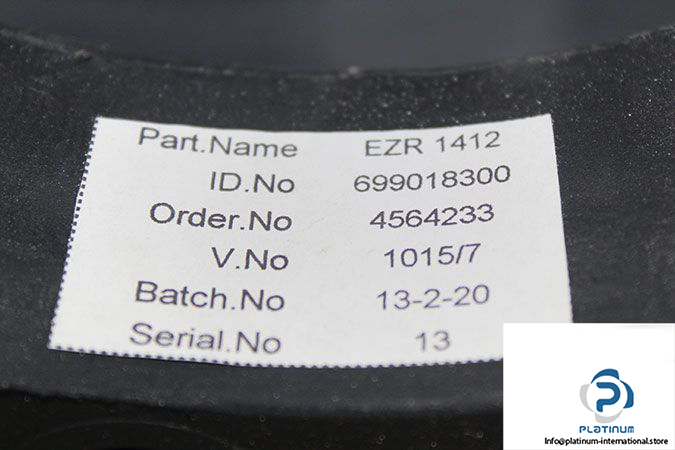 Part.Name EZR 1412
ID.No 699018300
Order.No 4564233
V.No 1015/7
Batch.No 13-2-20
Serial.No 13
PLATINUM
Info@platinum-international.store